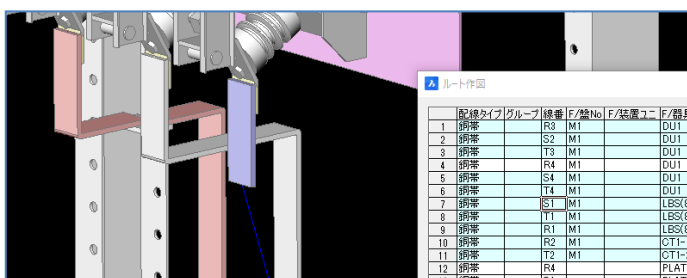 ルート作図
配線タイプ グループ 線番 F/盤No F/装置ユニ F/器具
1 銅帯 R3 M1 DU1
2 銅帯 S2 M1 DU1
3 銅帯 T3 M1 DU1
4 銅帯 R4 M1 DU1
5 銅帯 S4 M1 DU1
6 銅帯 T4 M1 DU1
7 銅帯 S1 M1 LBS(8
8 銅帯 T1 M1 LBS(8
9 銅帯 R1 M1 LBS(8
10 銅帯 R2 M1 CT1-
11 銅帯 T2 M1 CT1-
12 銅帯 R4 PLAT